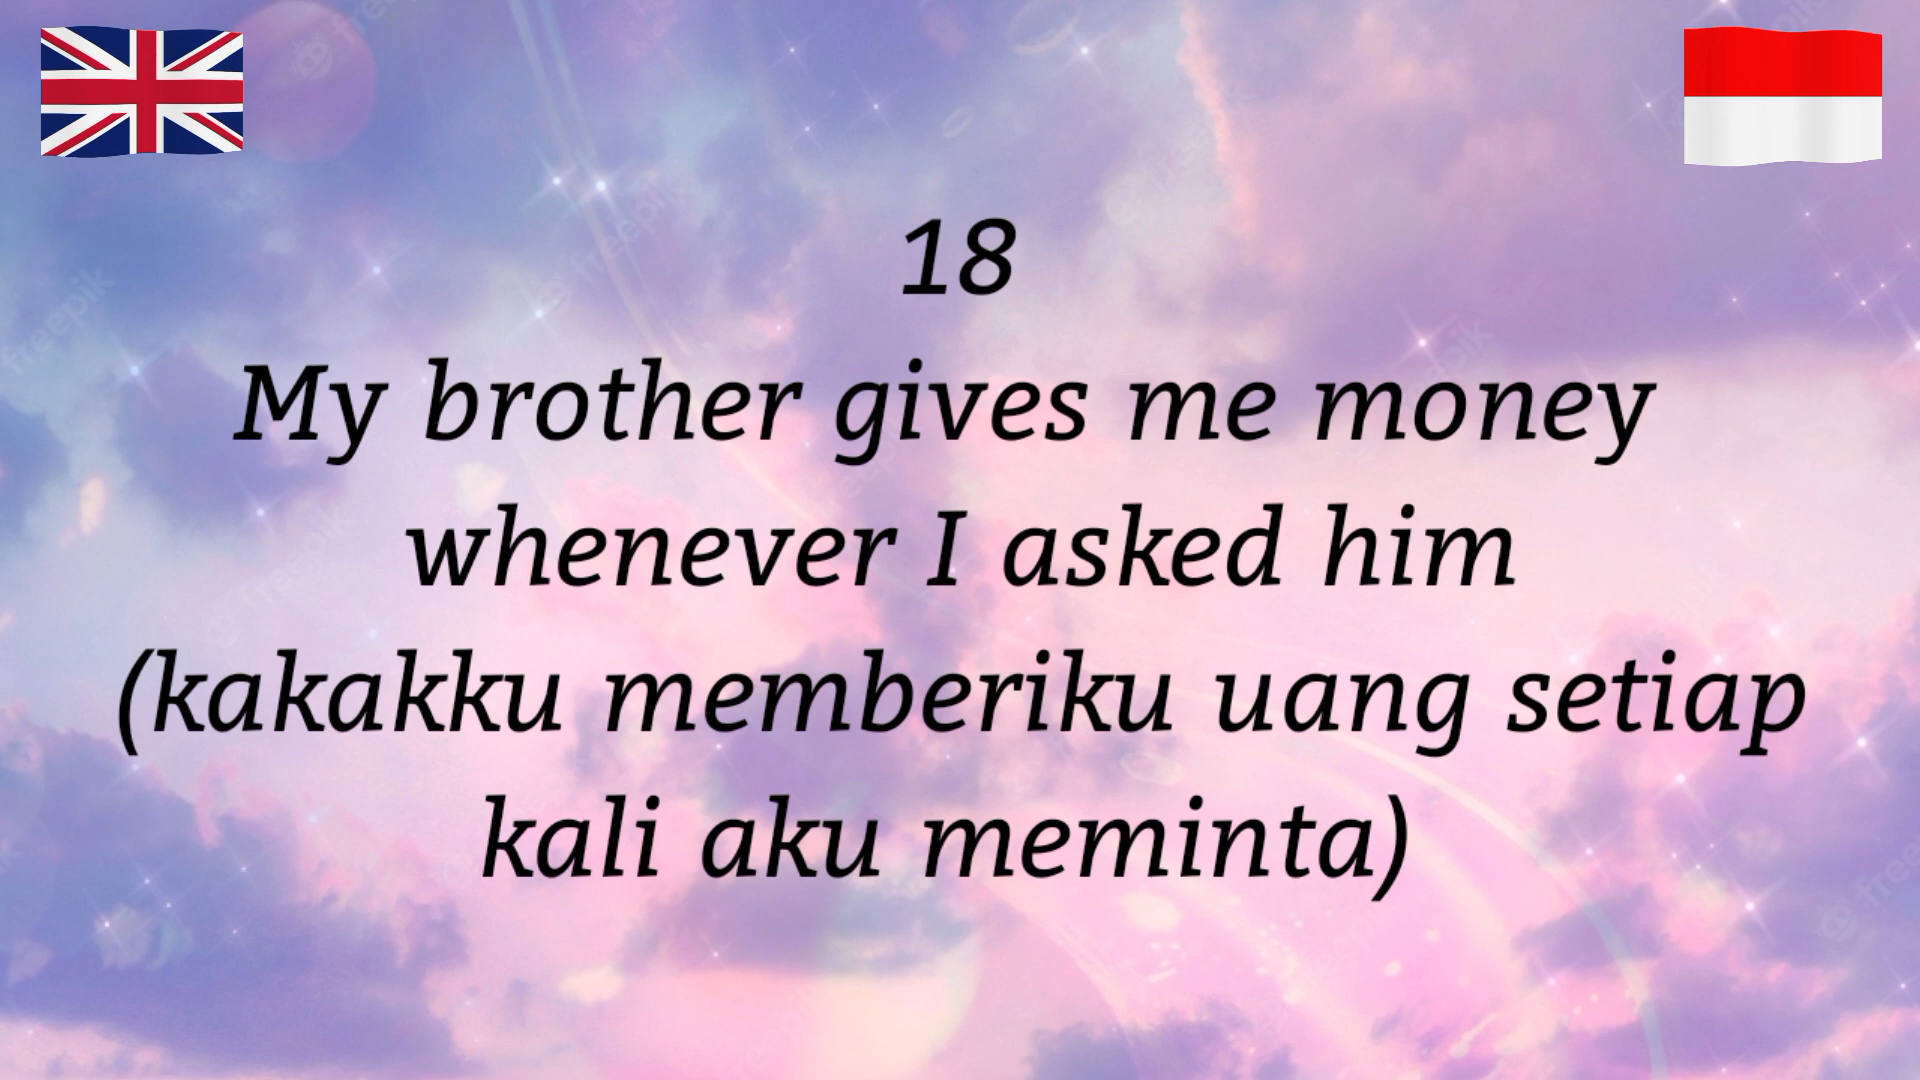 18
My brother gives me money
whenever I asked him
(kakakku memberiku uang setiap
kali aku meminta)